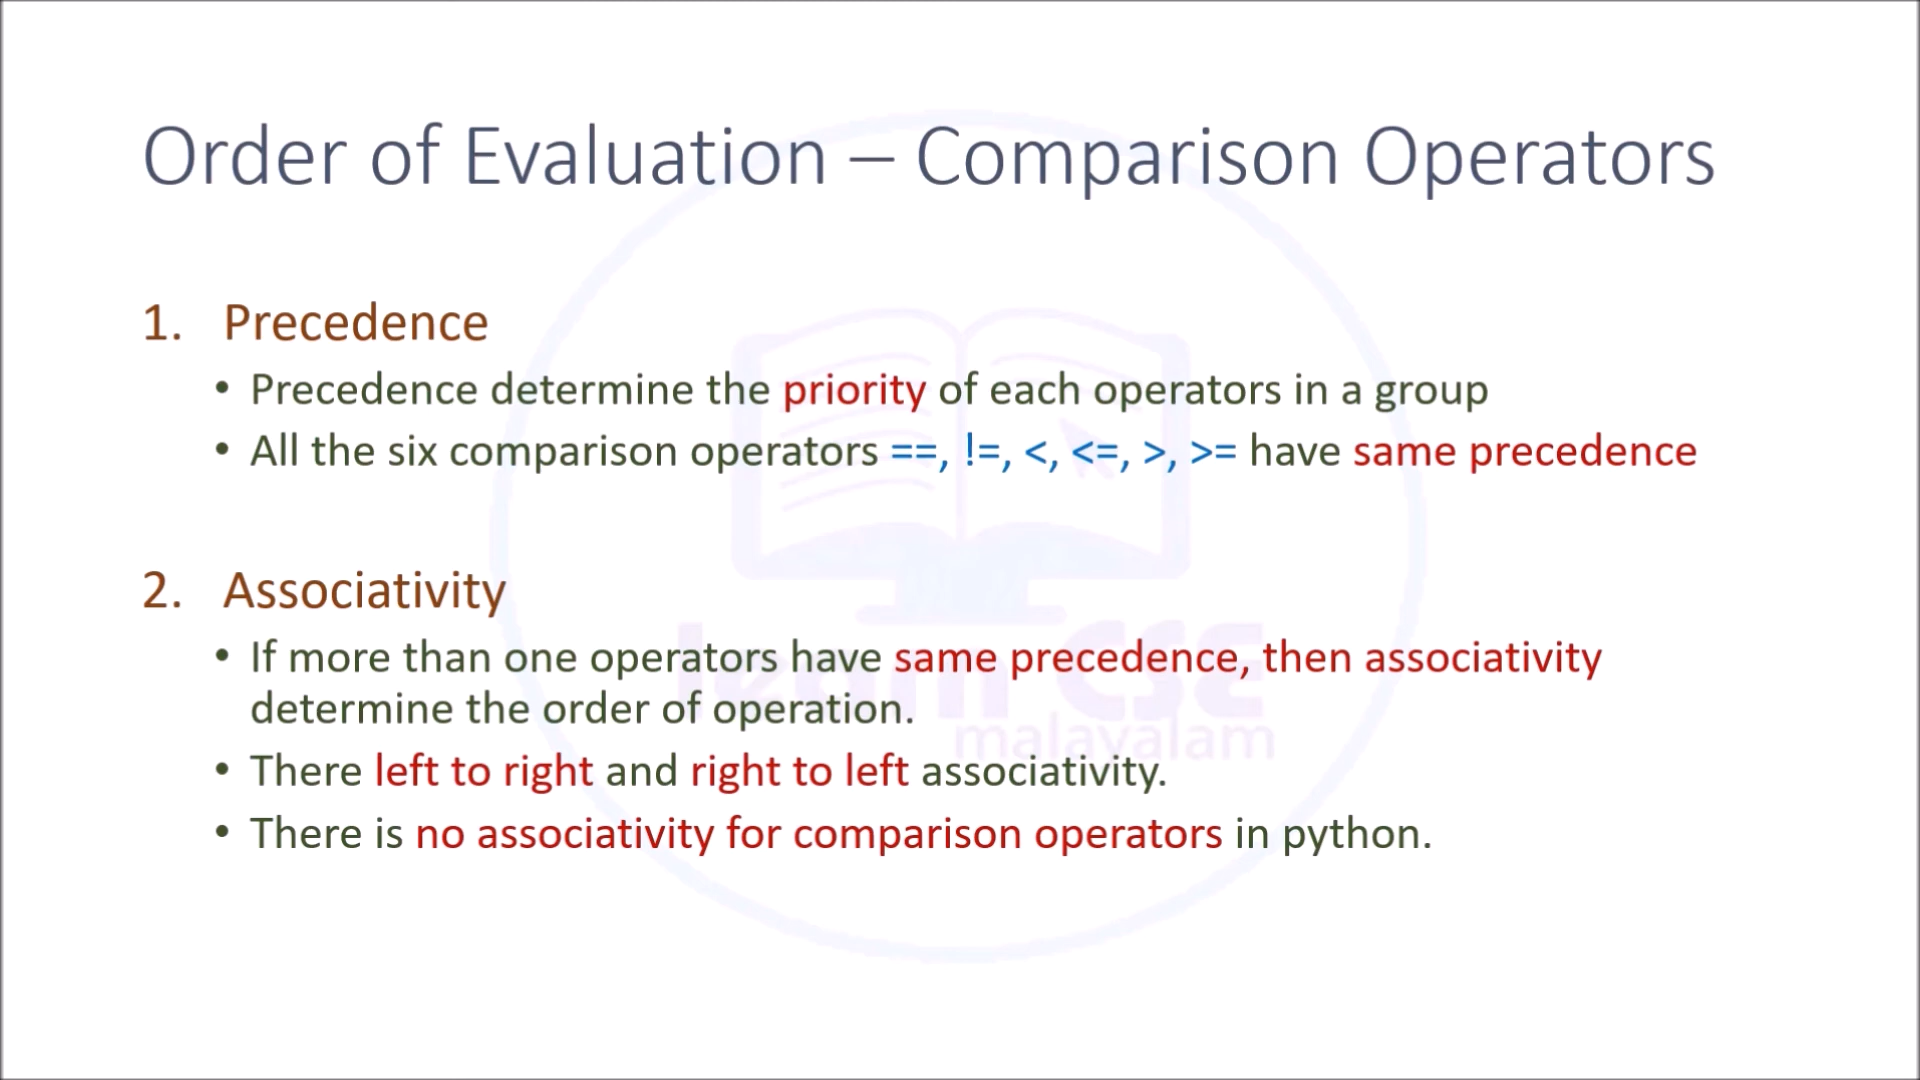 Order of Evaluation – Comparison Operators
1. Precedence
• Precedence determine the priority of each operators in a group
• All the six comparison operators ==, !=, <, <=, >, >= have same precedence
2. Associativity
• If more than one operators have same precedence, then associativity
determine the order of operation.
• There left to right and right to left associativity.
• There is no associativity for comparison operators in python.
learn CSE
malayalam